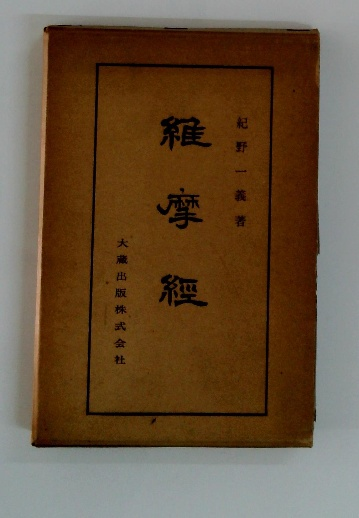 紀野一義著
維摩經
大蔵出版株式会社